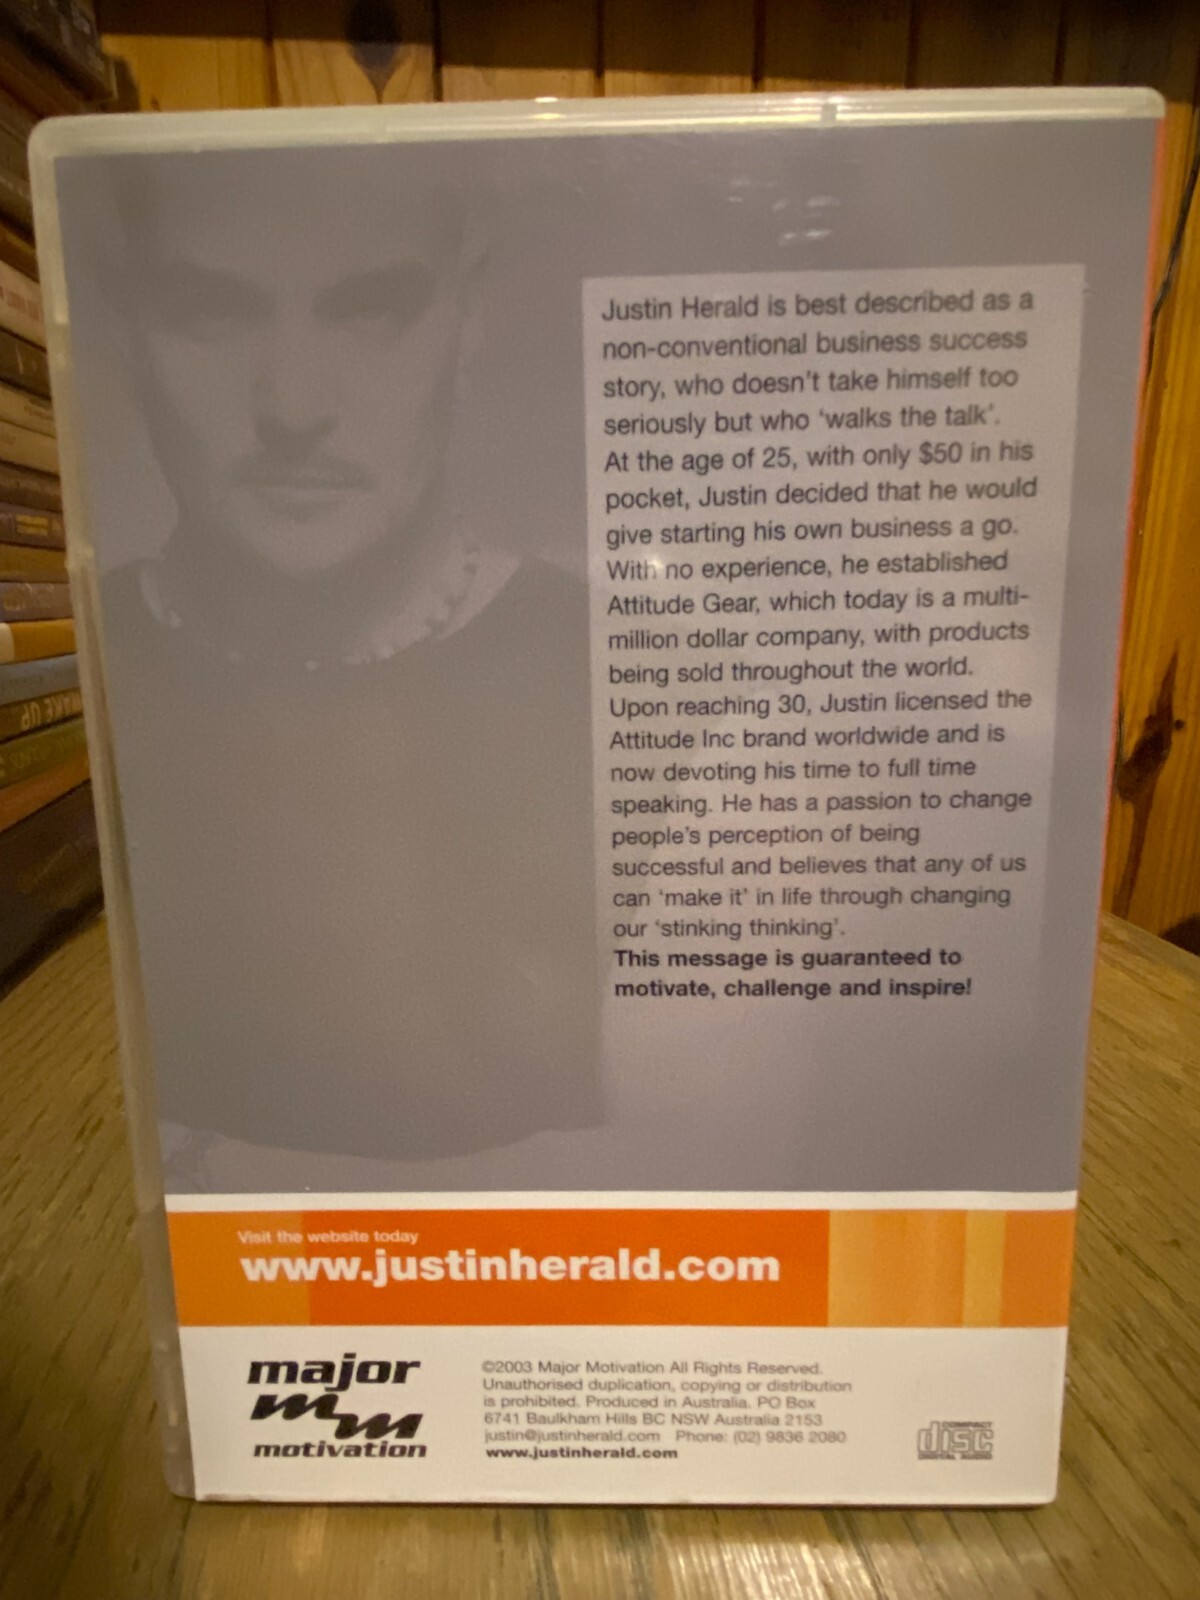 Justin Herald is best described as a
non-conventional business success
story, who doesn't take himself too
seriously but who 'walks the talk'.
At the age of 25, with only $50 in his
pocket, Justin decided that he would
give starting his own business a go.
With no experience, he established
Attitude Gear, which today is a multi-
million dollar company, with products
being sold throughout the world.
Upon reaching 30, Justin licensed the
Attitude Inc brand worldwide and is
now devoting his time to full time
speaking. He has a passion to change
people's perception of being
successful and believes that any of us
can 'make it' in life through changing
our 'stinking thinking'.
This message is guaranteed to
motivate, challenge and inspire!
Visit the website today
www.justinherald.com
major
mm
motivation
©2003 Major Motivation All Rights Reserved.
Unauthorised duplication, copying or distribution
is prohibited. Produced in Australia. PO Box
6741 Baulkham Hills BC NSW Australia 2153
justin@justinherald.com Phone: (02) 9836 2080
www.justinherald.com
COMPACT
disc
DIGITAL AUDIO
WAKE UP